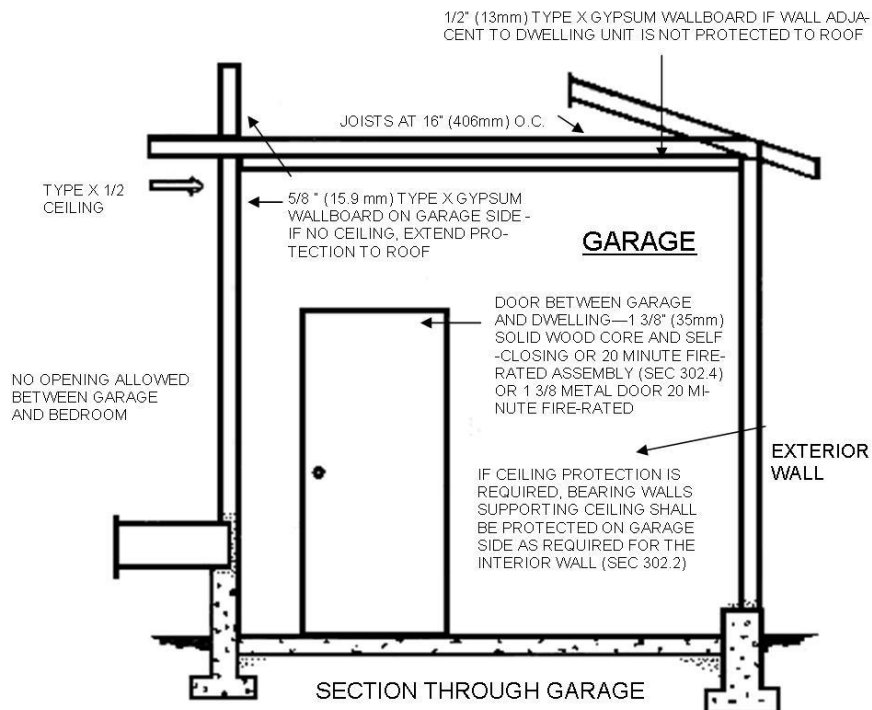 1/2" (13mm) TYPE X GYPSUM WALLBOARD IF WALL ADJA-
CENT TO DWELLING UNIT IS NOT PROTECTED TO ROOF
JOISTS AT 16" (406mm) O.C.
TYPE X 1/2
CEILING
5/8 " (15.9 mm) TYPE X GYPSUM
WALLBOARD ON GARAGE SIDE -
IF NO CEILING, EXTEND PRO-
TECTION TO ROOF
GARAGE
DOOR BETWEEN GARAGE
AND DWELLING—1 3/8" (35mm)
SOLID WOOD CORE AND SELF
-CLOSING OR 20 MINUTE FIRE-
RATED ASSEMBLY (SEC 302.4)
OR 1 3/8 METAL DOOR 20 MI-
NUTE FIRE-RATED
NO OPENING ALLOWED
BETWEEN GARAGE
AND BEDROOM
EXTERIOR
WALL
IF CEILING PROTECTION IS
REQUIRED, BEARING WALLS
SUPPORTING CEILING SHALL
BE PROTECTED ON GARAGE
SIDE AS REQUIRED FOR THE
INTERIOR WALL (SEC 302.2)
SECTION THROUGH GARAGE